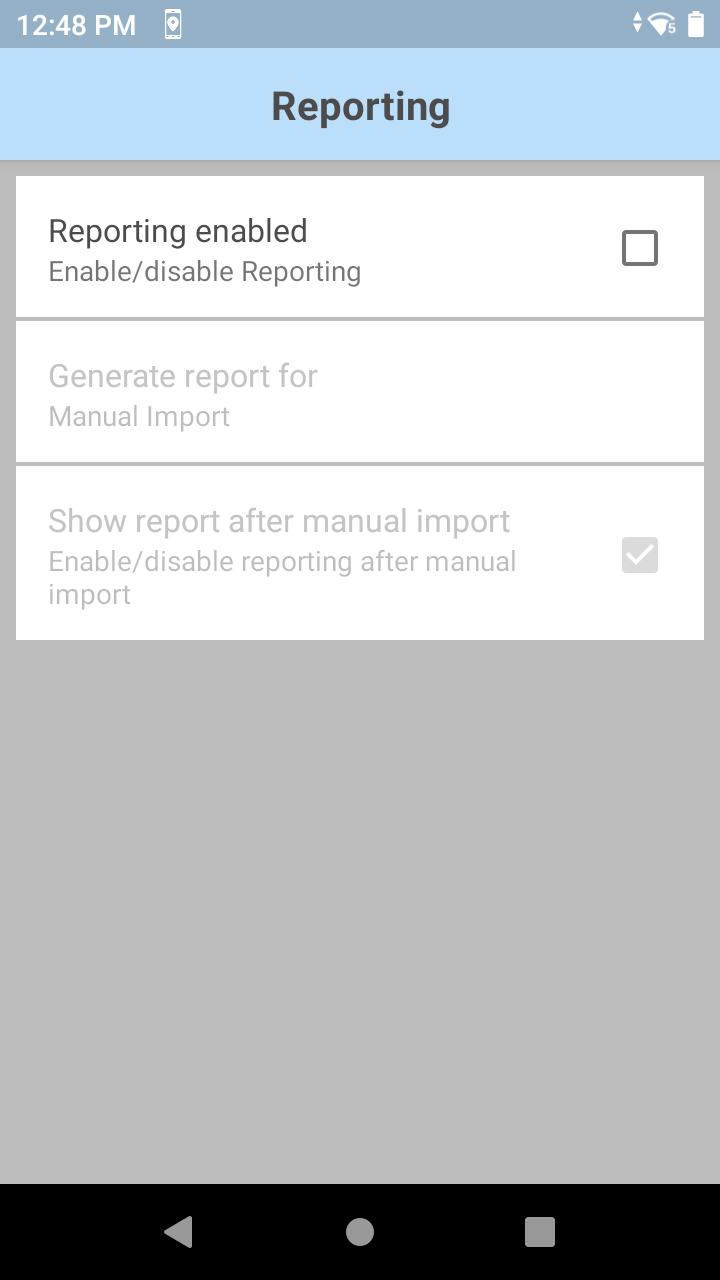 12:48 PM
5
Reporting
Reporting enabled
Enable/disable Reporting
Generate report for
Manual Import
Show report after manual import
Enable/disable reporting after manual
import